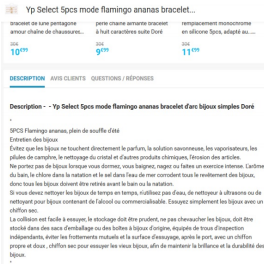 Yp Select 5pcs mode flamingo ananas bracelet...
bracelet de lune pentagone
perle chaîne aimante bracelet
remplacement monochrome
amour chaîne de chaussures...
à huit caractères suite Doré
en silicone 5pcs, adapté au. ...
10€99
9€99
11€99
DESCRIPTION AVIS CLIENTS QUESTIONS / RÉPONSES
Description - - Yp Select 5pcs mode flamingo ananas bracelet d'arc bijoux simples Doré
-
5PCS Flamingo ananas, plein de souffle d'été
Entretien des bijoux
Évitez que les bijoux ne touchent directement le parfum, la solution savonneuse, les vaporisateurs, les
pilules de camphre, le nettoyage du cristal et d'autres produits chimiques, l'érosion des articles.
Ne portez pas de bijoux lorsque vous dormez, vous baignez, nagez ou faites un exercice intense. L'arôme
du bain, le chlore dans la natation et le sel dans l'eau de mer corrodent tous le revêtement des bijoux,
donc tous les bijoux doivent être retirés avant le bain ou la natation.
Si vous devez nettoyer les bijoux de temps en temps, n'utilisez pas d'eau, de nettoyeur à ultrasons ou de
nettoyant pour bijoux contenant de l'alcool ou commercialisable. Essuyez simplement les bijoux avec un
chiffon sec.
La collision est facile à essuyer, le stockage doit être prudent, ne pas chevaucher les bijoux, doit être
stocké dans des sacs d'emballage ou des boîtes à bijoux d'origine, équipés de trous d'inspection
indépendants, éviter les frottements mutuels et la surface d'essuyage, après le port, avec un chiffon
propre et doux , chiffon sec pour essuyer les vieux bijoux, afin de maintenir la brillance et la durabilité des
bijoux.